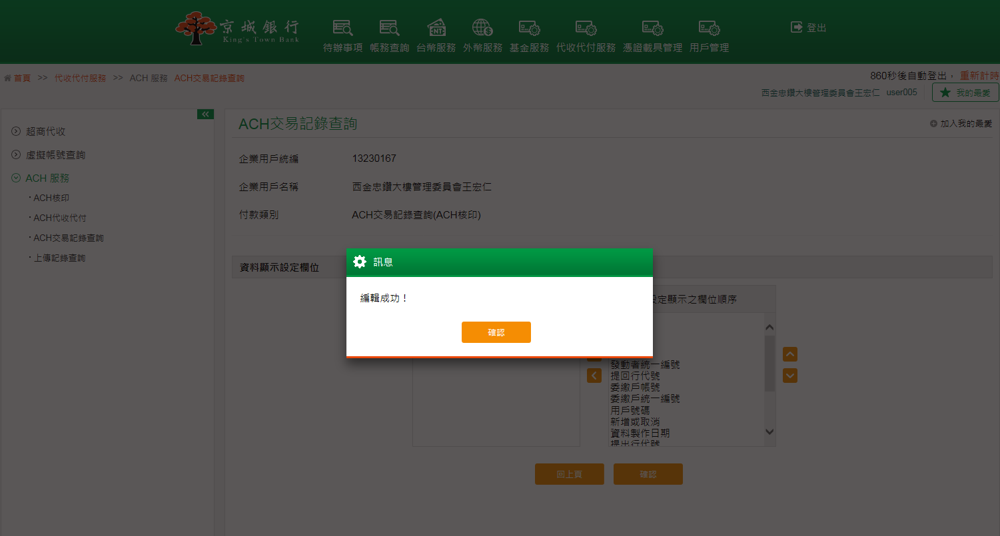 京城銀行
King's Town Bank
待辦事項 帳務查詢 台幣服務 外幣服務 基金服務 代收代付服務 憑證載具管理 用戶管理
登出
首頁 >> 代收代付服務 >> ACH 服務 ACH交易記錄查詢
860秒後自動登出， 重新計時
西金忠鑽大樓管理委員會王宏仁 user005 我的最愛
超商代收
虛擬帳號查詢
ACH 服務
ACH核印
ACH代收代付
ACH交易記錄查詢
上傳記錄查詢
ACH交易記錄查詢
加入我的最愛
企業用戶統編 13230167
企業用戶名稱 西金忠鑽大樓管理委員會王宏仁
付款類別 ACH交易記錄查詢(ACH核印)
資料顯示設定欄位
訊息
編輯成功！
確認
設定顯示之欄位順序
發動者統一編號
提回行代號
委繳戶帳號
委繳戶統一編號
用戶號碼
新增或取消
資料製作日期
提出行代號
回上頁 確認